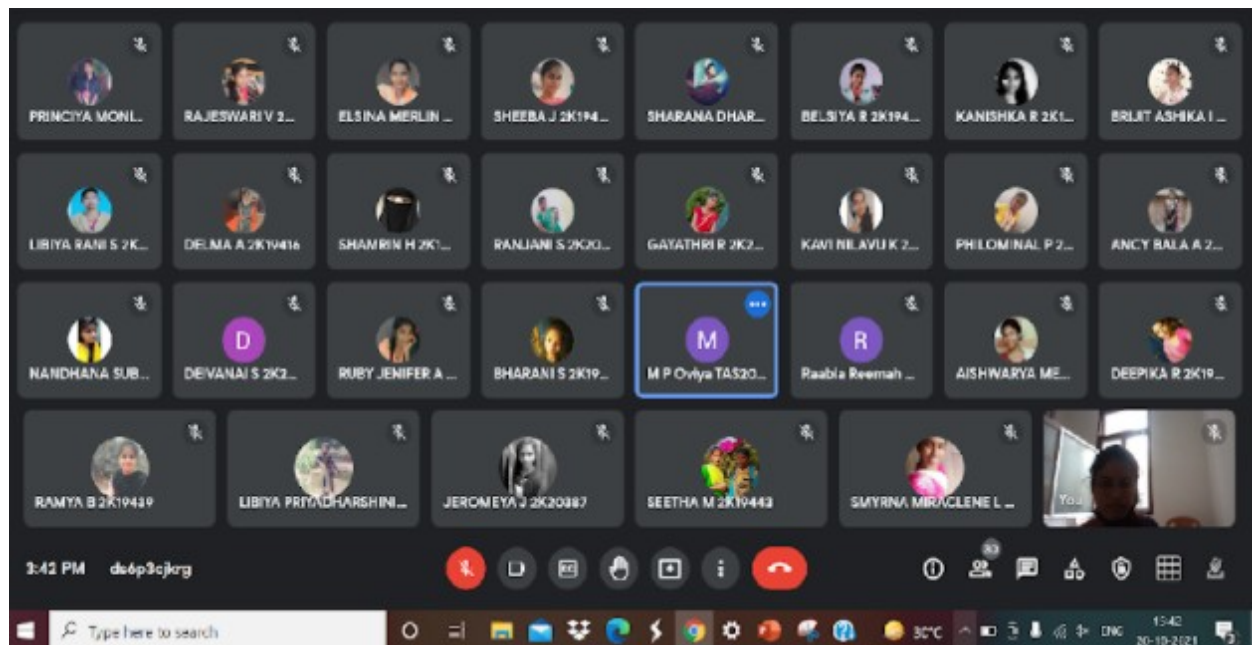 PRINCIYA MONI... RAJESWARI V 2... ELSINA MERLIN ... SHEEBA J 2K194... SHARANA DHAR... BELSIYA R 2K194... KANISHKA R 2K1... BRIJIT ASHIKA I ...
LIBIYA RANI S 2K... DELMA A 2K19416 SHAMRIN H 2K1... RANJANI S 2K20... GAYATHRI R 2K2... KAVI NILAVU K 2... PHILOMINAL P 2... ANCY BALA A 2...
D M R
NANDHANA SUB... DEIVANAI S 2K2... RUBY JENIFER A ... BHARANI S 2K19... M P Oviya TAS20... Raabia Reemah ... AISHWARYA ME... DEEPIKA R 2K19...
You
RAMYA B 2K19439 LIBIYA PRIYADHARSHINI... JEROMEYA J 2K20387 SEETHA M 2K19443 SMYRNA MIRACLENE L ...
30
3:42 PM ds6p3cjkrg
Type here to search 30°C ENG 15:42
20-10-2021